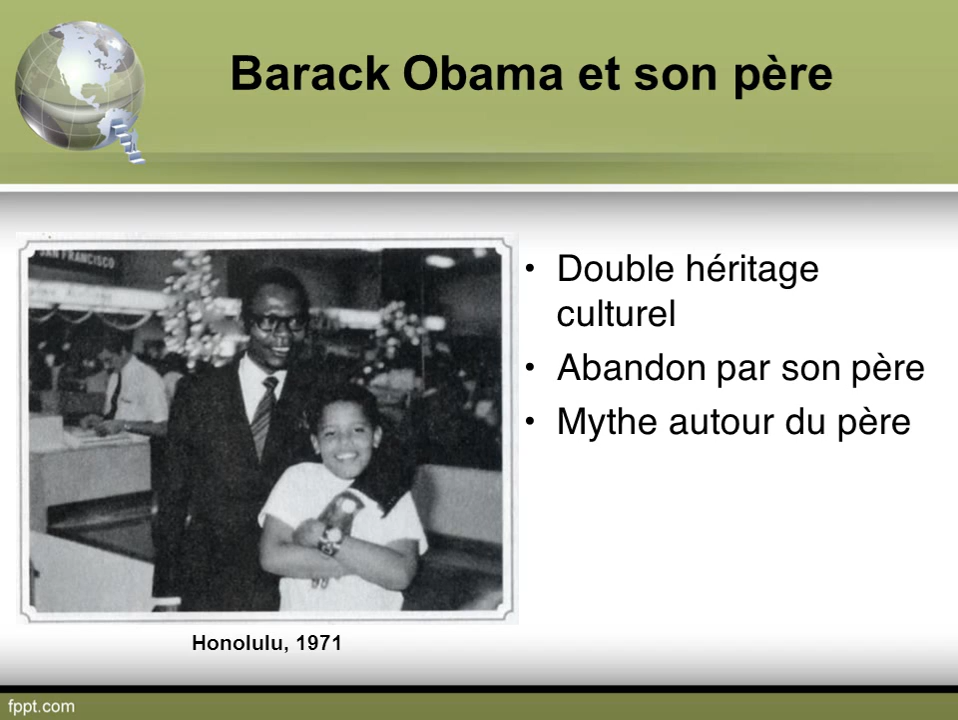 Barack Obama et son père
SAN FRANCISCO
• Double héritage
culturel
• Abandon par son père
• Mythe autour du père
Honolulu, 1971
fppt.com